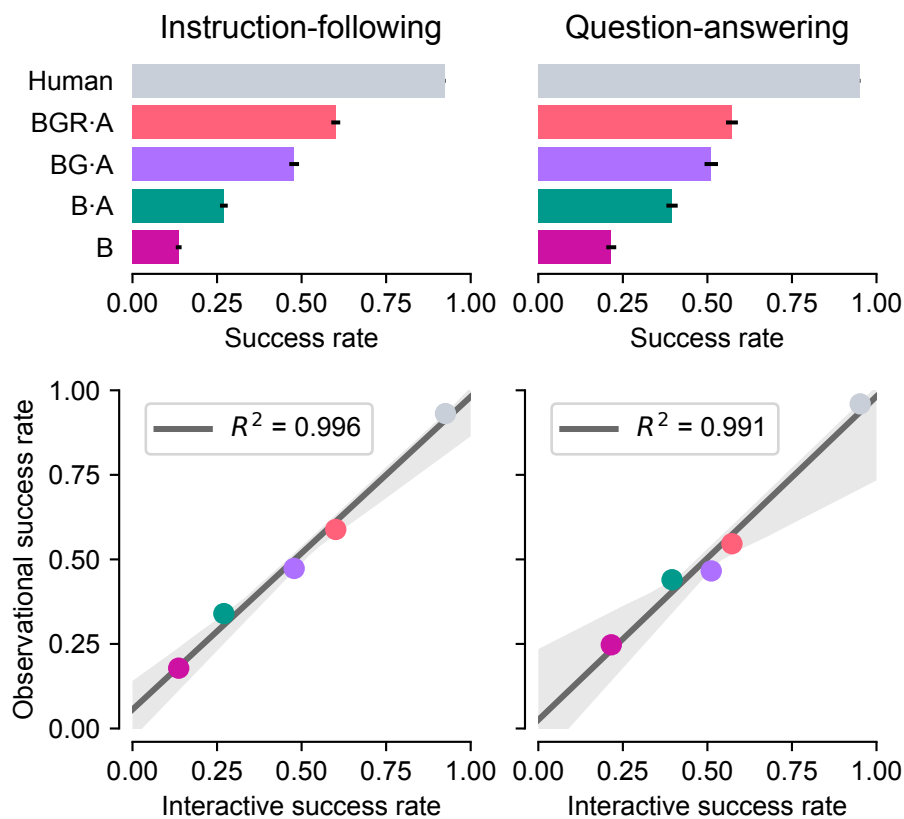 Instruction-following
Question-answering
Human
BGR·A
BG·A
B·A
B
0.00 0.25 0.50 0.75 1.00
0.00 0.25 0.50 0.75 1.00
Success rate
Success rate
Observational success rate
1.00
0.75
0.50
0.25
0.00
R² = 0.996
R² = 0.991
0.00 0.25 0.50 0.75 1.00
0.00 0.25 0.50 0.75 1.00
Interactive success rate
Interactive success rate